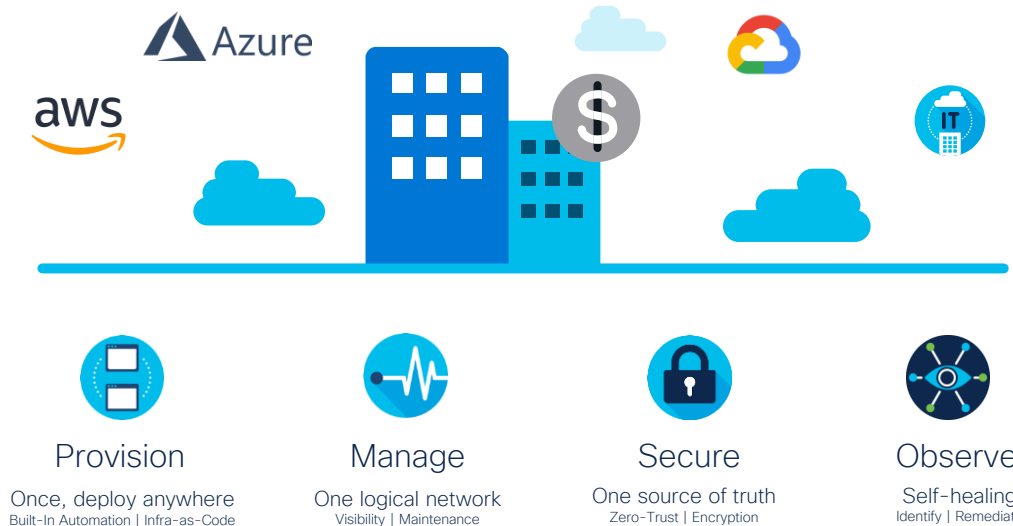 Azure
aws
$
IT
Provision
Manage
Secure
Observe
Once, deploy anywhere
Built-In Automation | Infra-as-Code
One logical network
Visibility | Maintenance
One source of truth
Zero-Trust | Encryption
Self-healing
Identify | Remediat